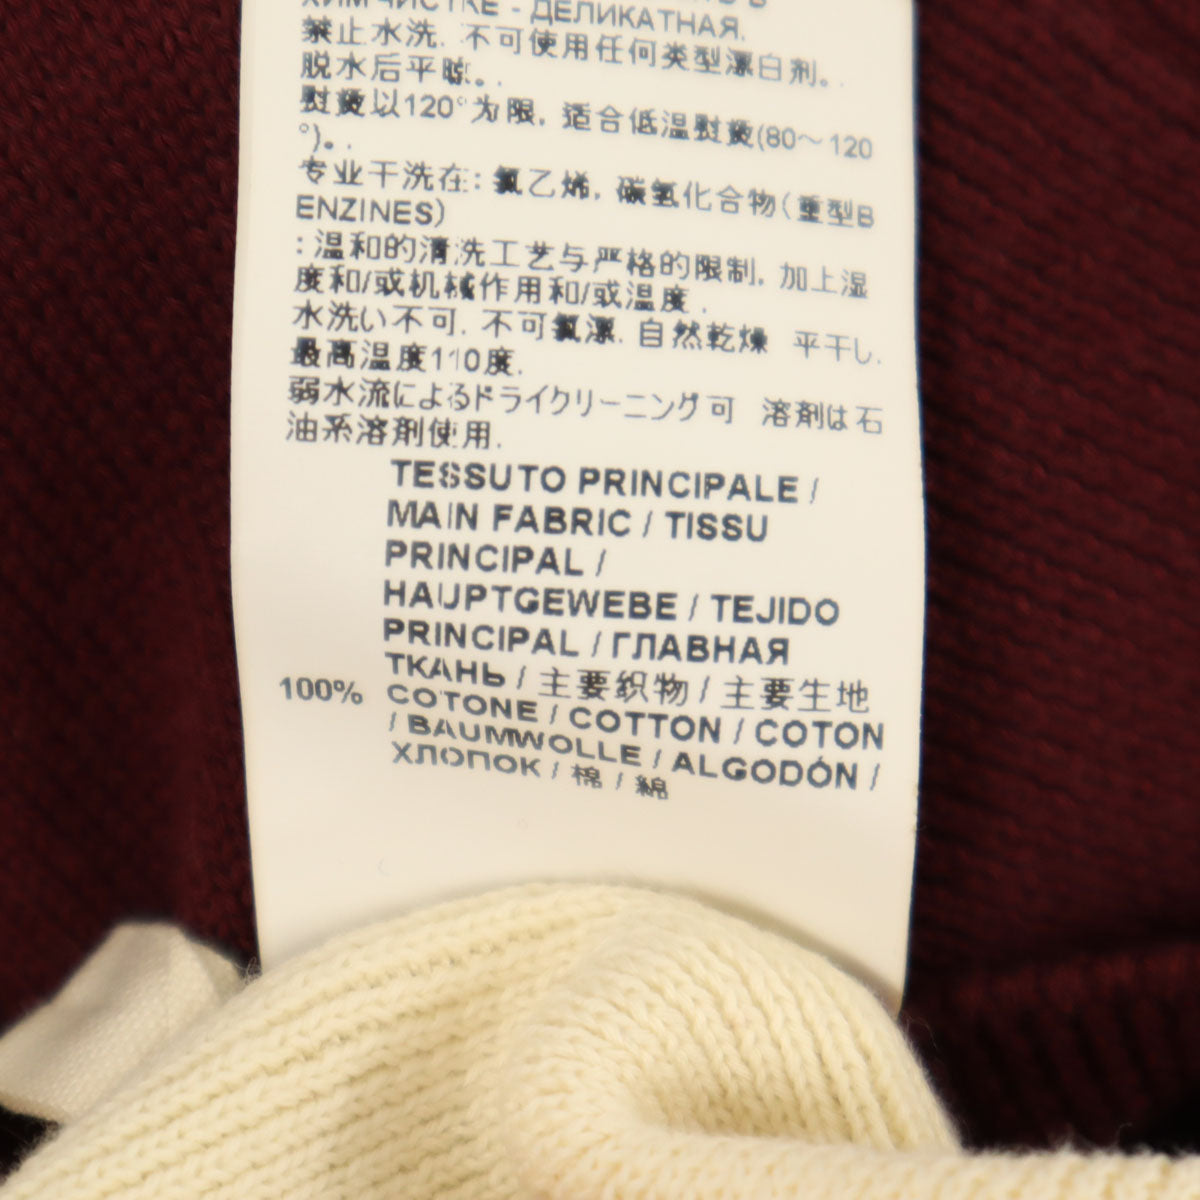 ХИМЧИСТКЕ - ДЕЛИКАТНАЯ.
禁止水洗. 不可使用任何类型漂白剂。.
脱水后平晾。.
熨烫以120°为限, 适合低温熨烫(80～120
°)。.
专业干洗在: 氯乙烯, 碳氢化合物(重型B
ENZINES)
:温和的清洗工艺与严格的限制, 加上湿
度和/或机械作用和/或温度.
水洗い不可. 不可氯漂. 自然乾燥 平干し.
最高温度110度.
弱水流によるドライクリーニング可 溶剤は石
油系溶剤使用.
TESSUTO PRINCIPALE /
MAIN FABRIC / TISSU
PRINCIPAL /
HAUPTGEWEBE / TEJIDO
PRINCIPAL / ГЛАВНАЯ
ТКАНЬ / 主要织物 / 主要生地
100% COTONE / COTTON / COTON
/ BAUMWOLLE / ALGODÓN /
ХЛОПОК / 棉 / 綿